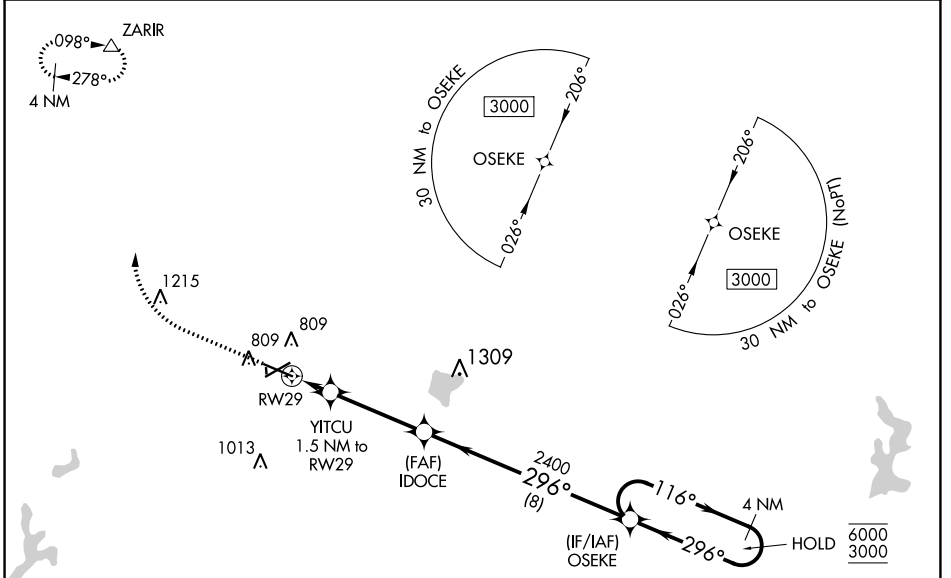 ZARIR
098°
278°
4 NM
30 NM to OSEKE
3000
206°
OSEKE
026°
206°
OSEKE
026°
3000
30 NM to OSEKE (NoPT)
1215
809
809
1309
RW29
YITCU
1.5 NM to
RW29
1013
(FAF)
IDOCE
2400
296°
(8)
116°
4 NM
296°
HOLD
6000
3000
(IF/IAF)
OSEKE